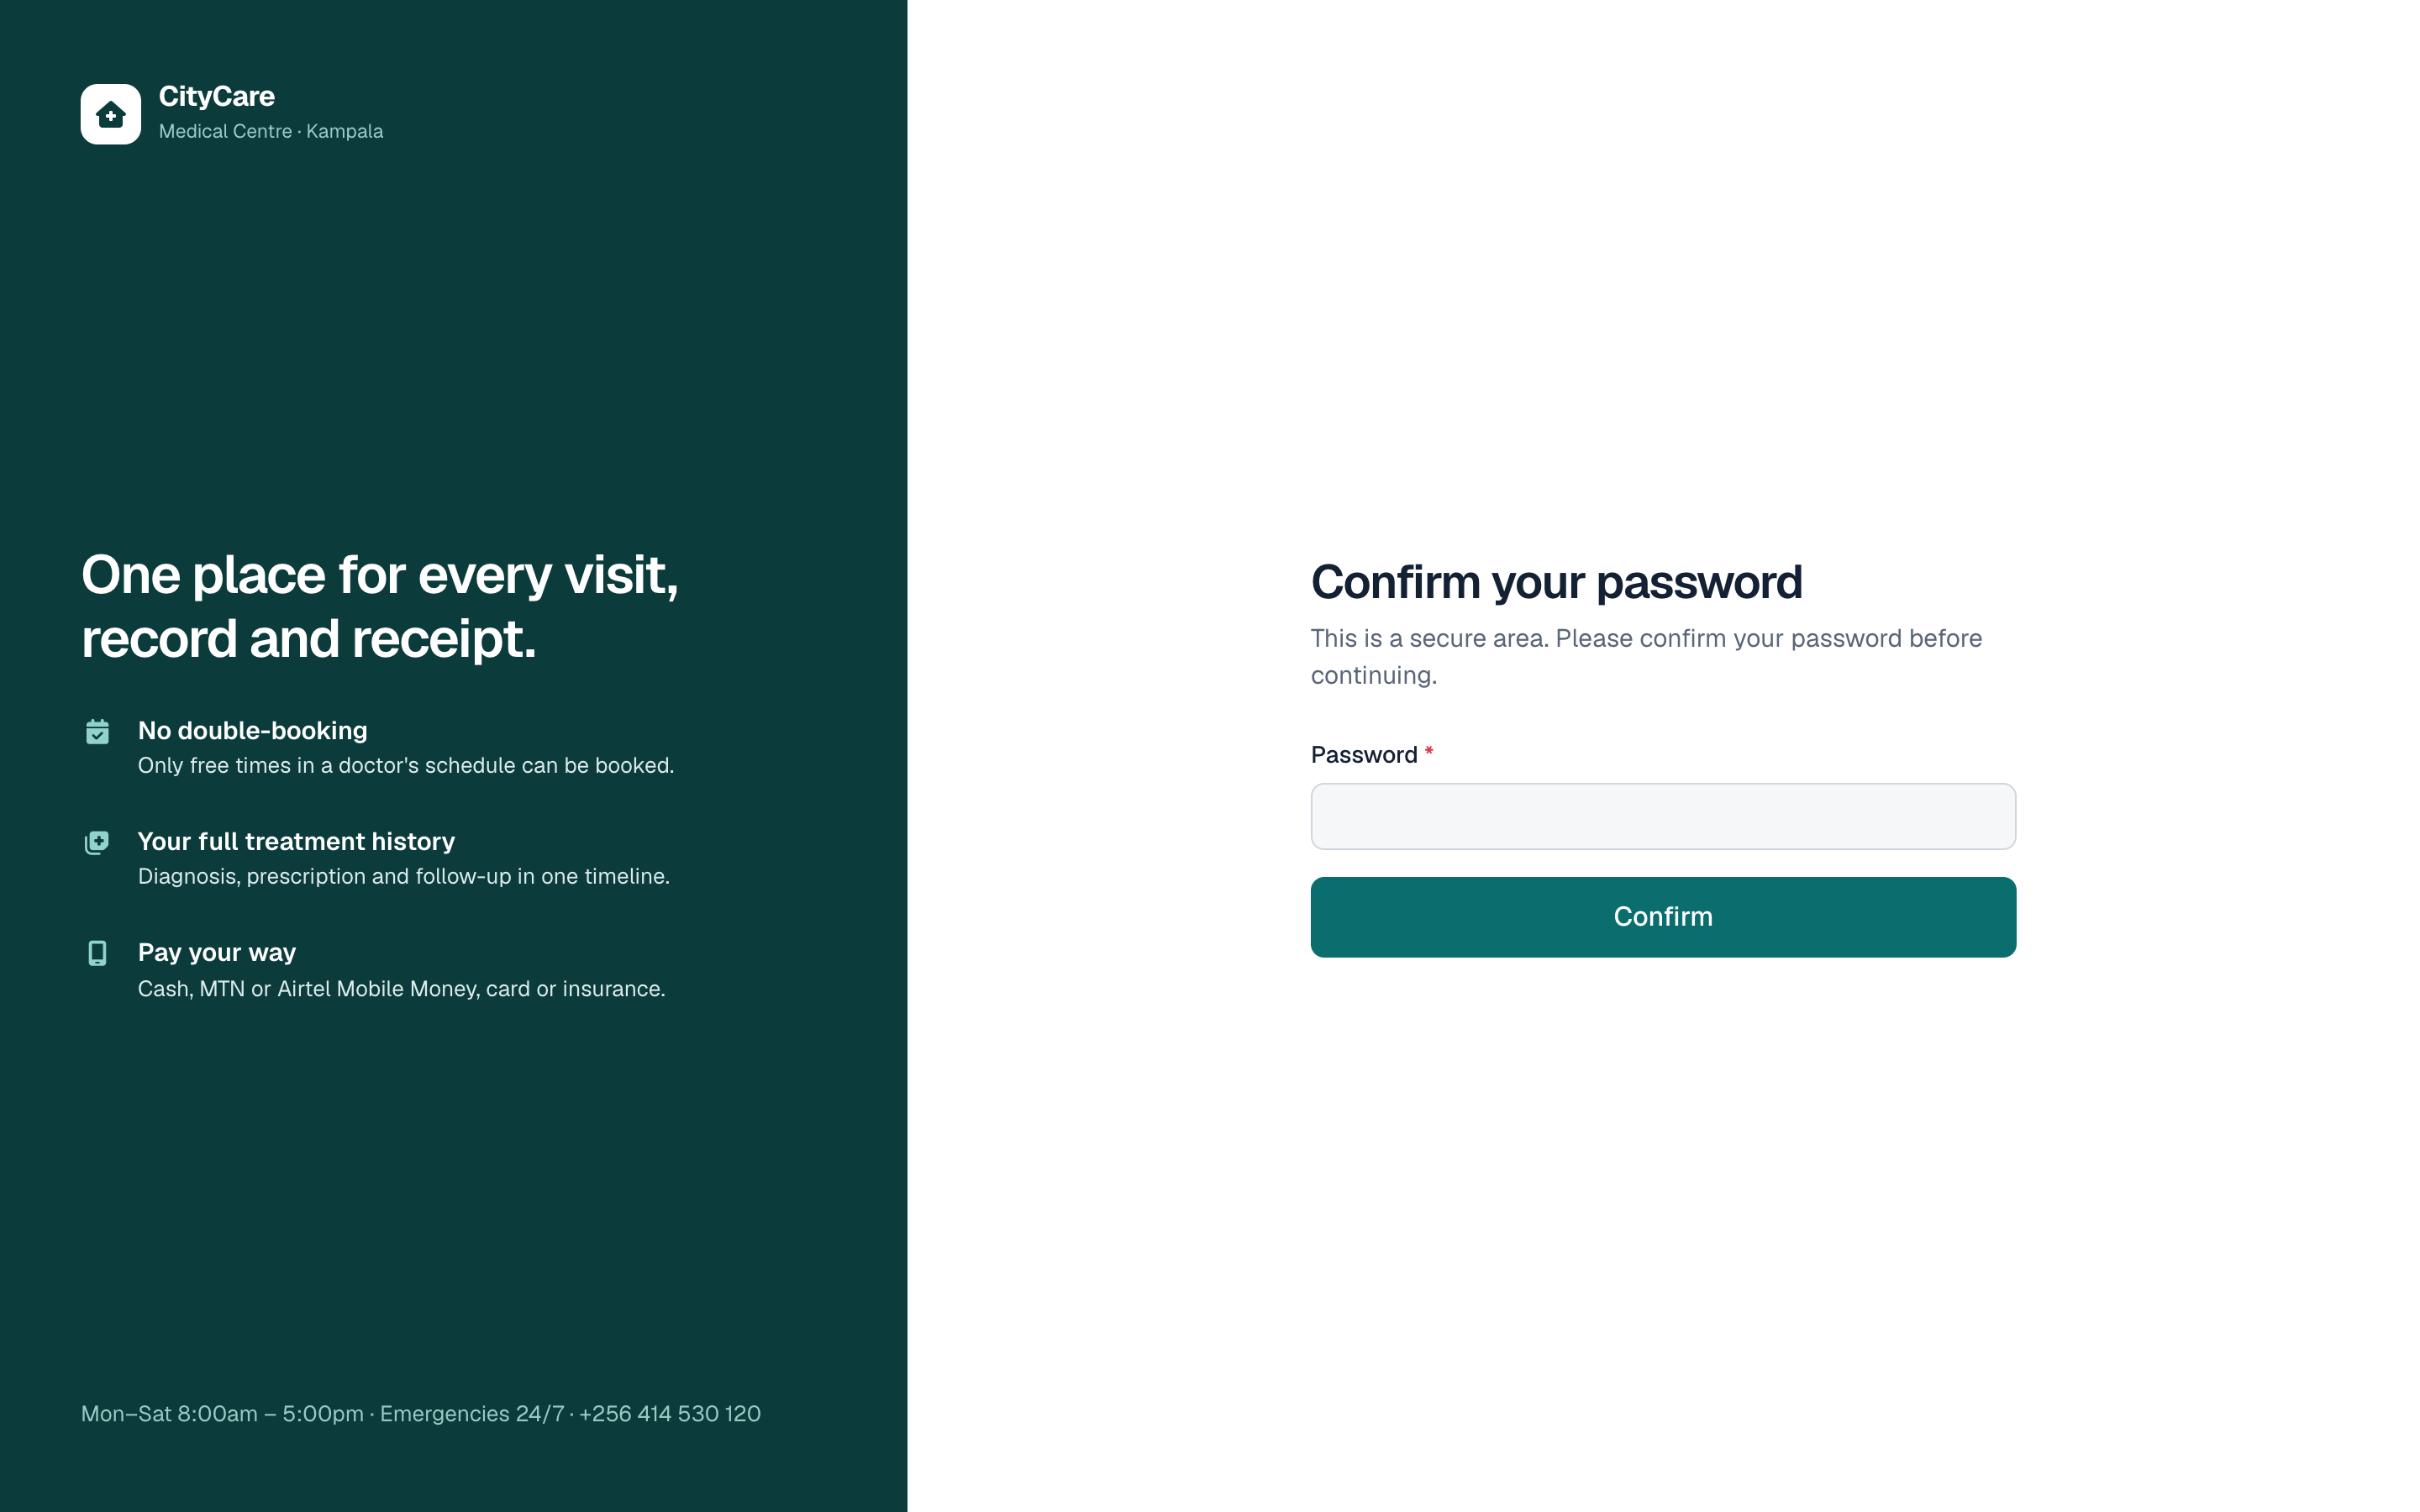 CityCare
Medical Centre · Kampala
One place for every visit,
record and receipt.
No double-booking
Only free times in a doctor's schedule can be booked.
Your full treatment history
Diagnosis, prescription and follow-up in one timeline.
Pay your way
Cash, MTN or Airtel Mobile Money, card or insurance.
Mon–Sat 8:00am – 5:00pm · Emergencies 24/7 · +256 414 530 120
Confirm your password
This is a secure area. Please confirm your password before
continuing.
Password *
Confirm